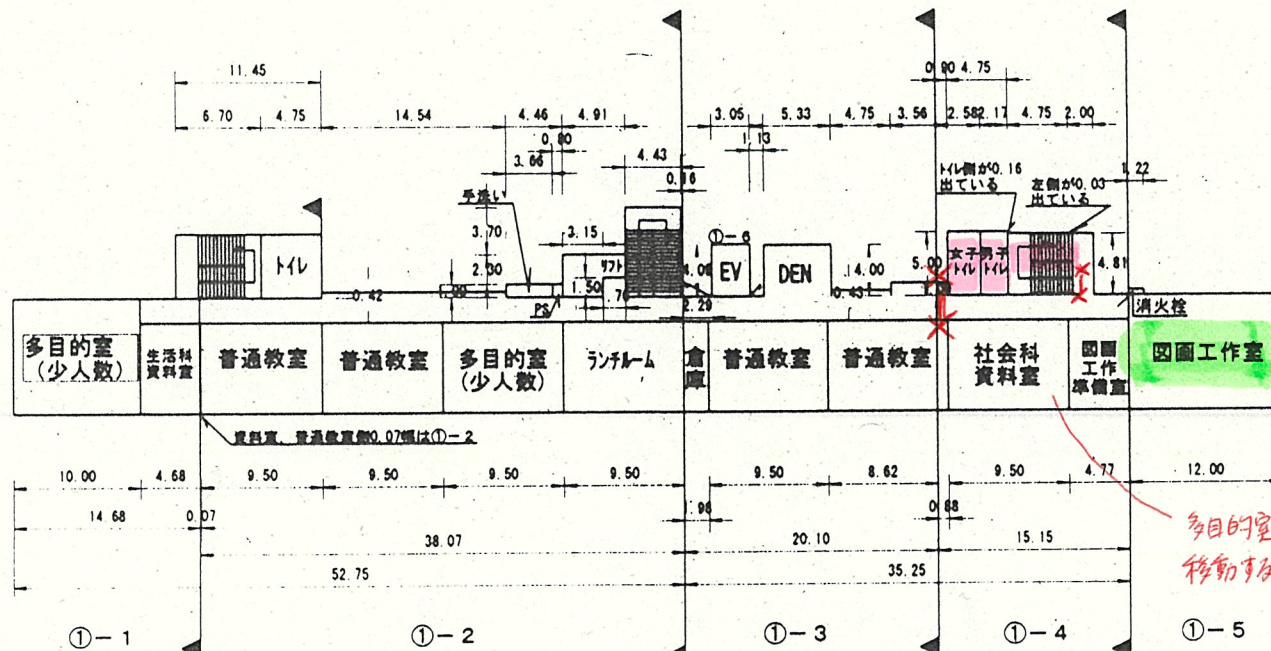 11.45
0.90 4.75
6.70 4.75 14.54 4.46 4.91 3.05 5.33 4.75 3.56 2.58 2.17 4.75 2.00
0.80 1.13
3.66 4.43
0.16
トイレ側が0.16
出ている
左側が0.03
出ている
1.22
手洗い
3.70 3.15 ①-6
トイレ 2.30 リフト EV DEN 4.00 5.00 女子
トイレ 男子
トイレ 4.81
0.42 1.50 0.43
PS 2.29 消火栓
多目的室
(少人数)
生活科
資料室
普通教室 普通教室 多目的室
(少人数)
ランチルーム 倉庫 普通教室 普通教室 社会科
資料室
図画
工作
準備室
図画工作室
資料室、普通教室側0.07幅は①-2
10.00 4.68 9.50 9.50 9.50 9.50 9.50 8.62 9.50 4.77 12.00
14.68 0.07 1.98 0.88
38.07 20.10 15.15
52.75 35.25
多目的室
移動する
①-1 ①-2 ①-3 ①-4 ①-5